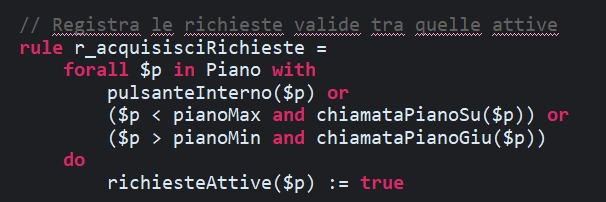 // Registra le richieste valide tra quelle attive
rule r_acquisisciRichieste =
forall $p in Piano with
pulsanteInterno($p) or
($p < pianoMax and chiamataPianoSu($p)) or
($p > pianoMin and chiamataPianoGiu($p))
do
richiesteAttive($p) := true